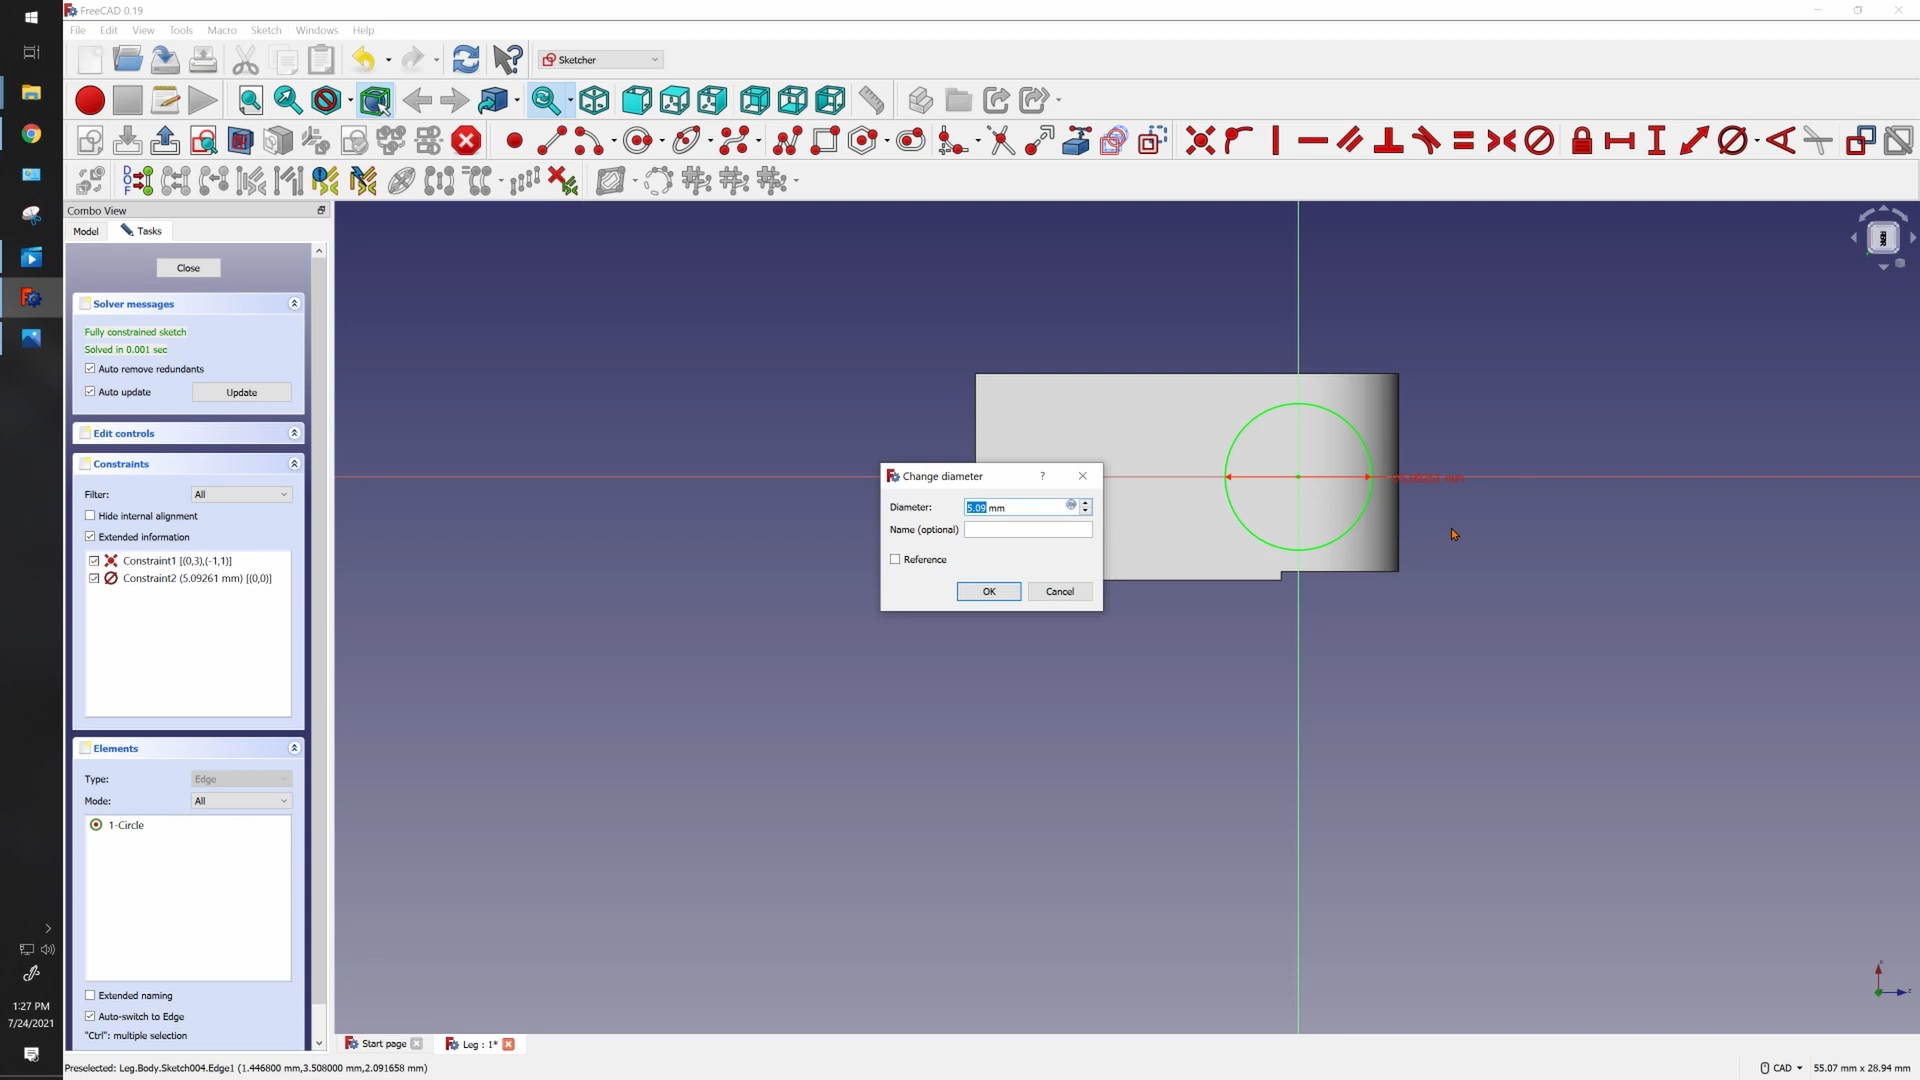 FreeCAD 0.19
File Edit View Tools Macro Sketch Windows Help
Sketcher
Combo View
Model Tasks
Close
Solver messages
Fully constrained sketch
Solved in 0.001 sec
Auto remove redundants
Auto update Update
Edit controls
Constraints
Filter: All
Hide internal alignment
Extended information
Constraint1 [(0,3),(-1,1)]
Constraint2 (5.09261 mm) [(0,0)]
Elements
Type: Edge
Mode: All
1-Circle
Extended naming
Auto-switch to Edge
"Ctrl": multiple selection
Change diameter ?
Diameter: 5.09 mm
Name (optional)
Reference
OK Cancel
REAR
DOF
1:27 PM
7/24/2021
Start page Leg : 1*
Preselected: Leg.Body.Sketch004.Edge1 (1.446800 mm,3.508000 mm,2.091658 mm)
CAD 55.07 mm x 28.94 mm